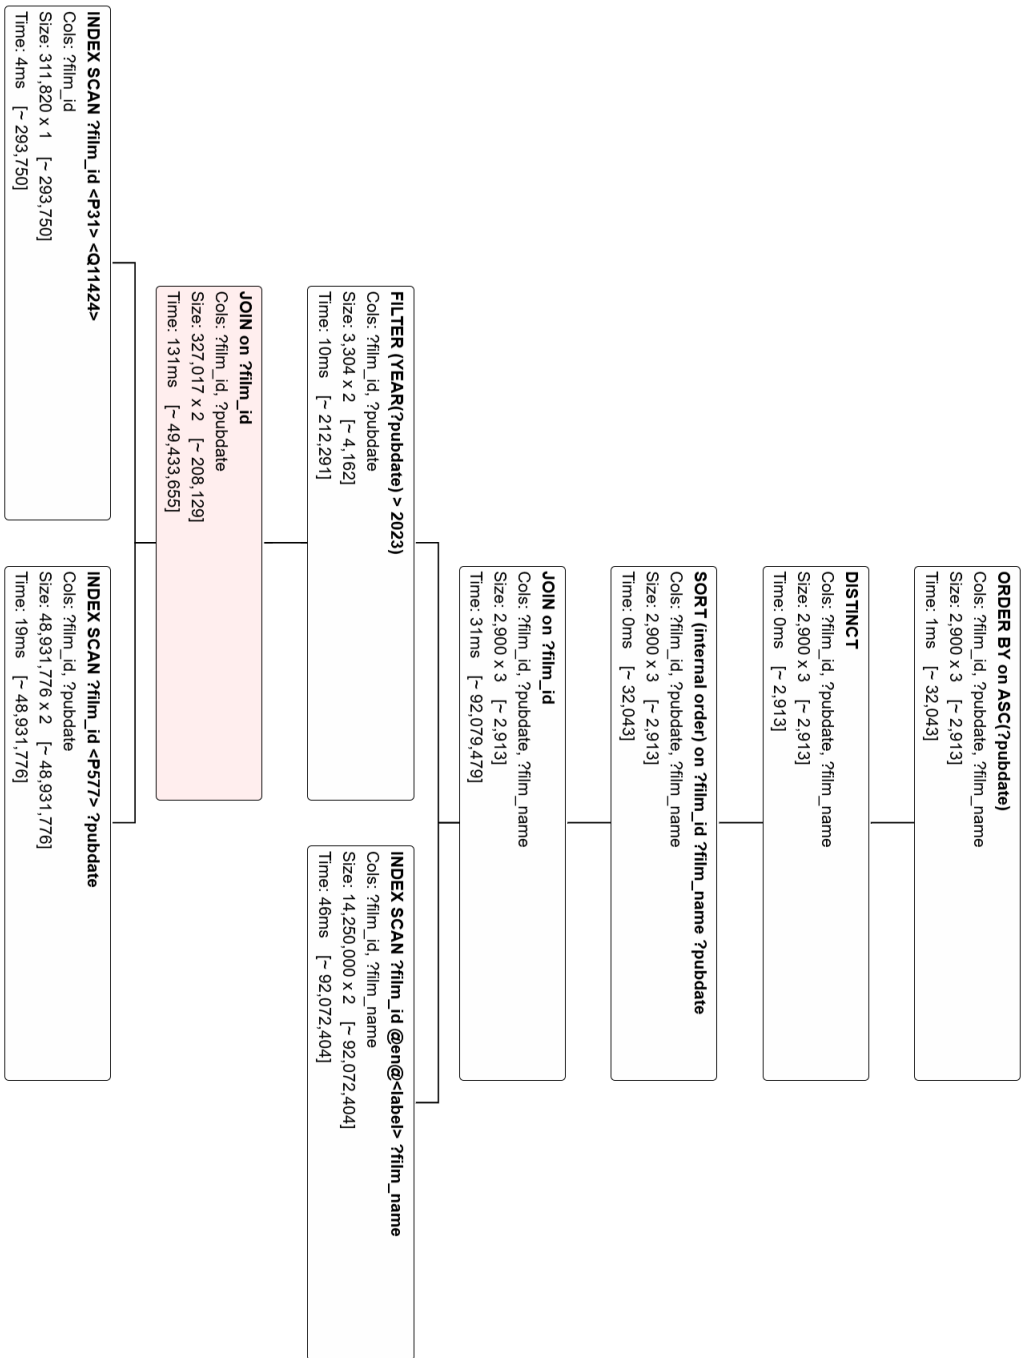 ORDER BY on ASC(?pubdate)
Cols: ?film_id, ?pubdate, ?film_name
Size: 2,900 x 3 [~ 2,913]
Time: 1ms [~ 32,043]
DISTINCT
Cols: ?film_id, ?pubdate, ?film_name
Size: 2,900 x 3 [~ 2,913]
Time: 0ms [~ 2,913]
SORT (internal order) on ?film_id ?film_name ?pubdate
Cols: ?film_id, ?pubdate, ?film_name
Size: 2,900 x 3 [~ 2,913]
Time: 0ms [~ 32,043]
JOIN on ?film_id
Cols: ?film_id, ?pubdate, ?film_name
Size: 2,900 x 3 [~ 2,913]
Time: 31ms [~ 92,079,479]
FILTER (YEAR(?pubdate) > 2023)
Cols: ?film_id, ?pubdate
Size: 3,304 x 2 [~ 4,162]
Time: 10ms [~ 212,291]
INDEX SCAN ?film_id @en@<label> ?film_name
Cols: ?film_id, ?film_name
Size: 14,250,000 x 2 [~ 92,072,404]
Time: 46ms [~ 92,072,404]
JOIN on ?film_id
Cols: ?film_id, ?pubdate
Size: 327,017 x 2 [~ 208,129]
Time: 131ms [~ 49,433,655]
INDEX SCAN ?film_id <P31> <Q11424>
Cols: ?film_id
Size: 311,820 x 1 [~ 293,750]
Time: 4ms [~ 293,750]
INDEX SCAN ?film_id <P577> ?pubdate
Cols: ?film_id, ?pubdate
Size: 48,931,776 x 2 [~ 48,931,776]
Time: 19ms [~ 48,931,776]